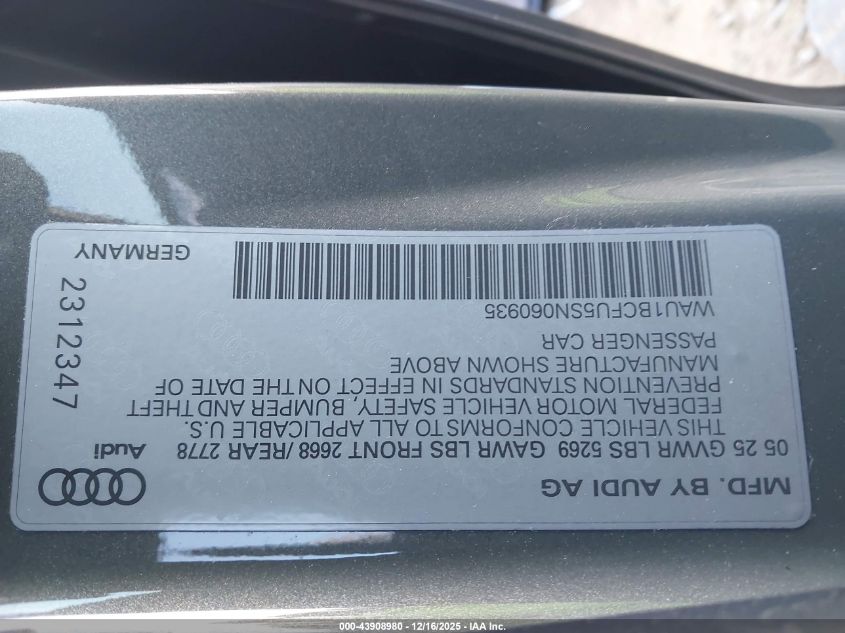 MFD. BY AUDI AG
05 25 GVWR LBS 5269 GAWR LBS FRONT 2668 /REAR 2778
THIS VEHICLE CONFORMS TO ALL APPLICABLE U.S.
FEDERAL MOTOR VEHICLE SAFETY, BUMPER AND THEFT
PREVENTION STANDARDS IN EFFECT ON THE DATE OF
MANUFACTURE SHOWN ABOVE
PASSENGER CAR
WAU1BCFU5SN060935
Audi
2312347
GERMANY
000-43908980 - 12/16/2025 - IAA Inc.